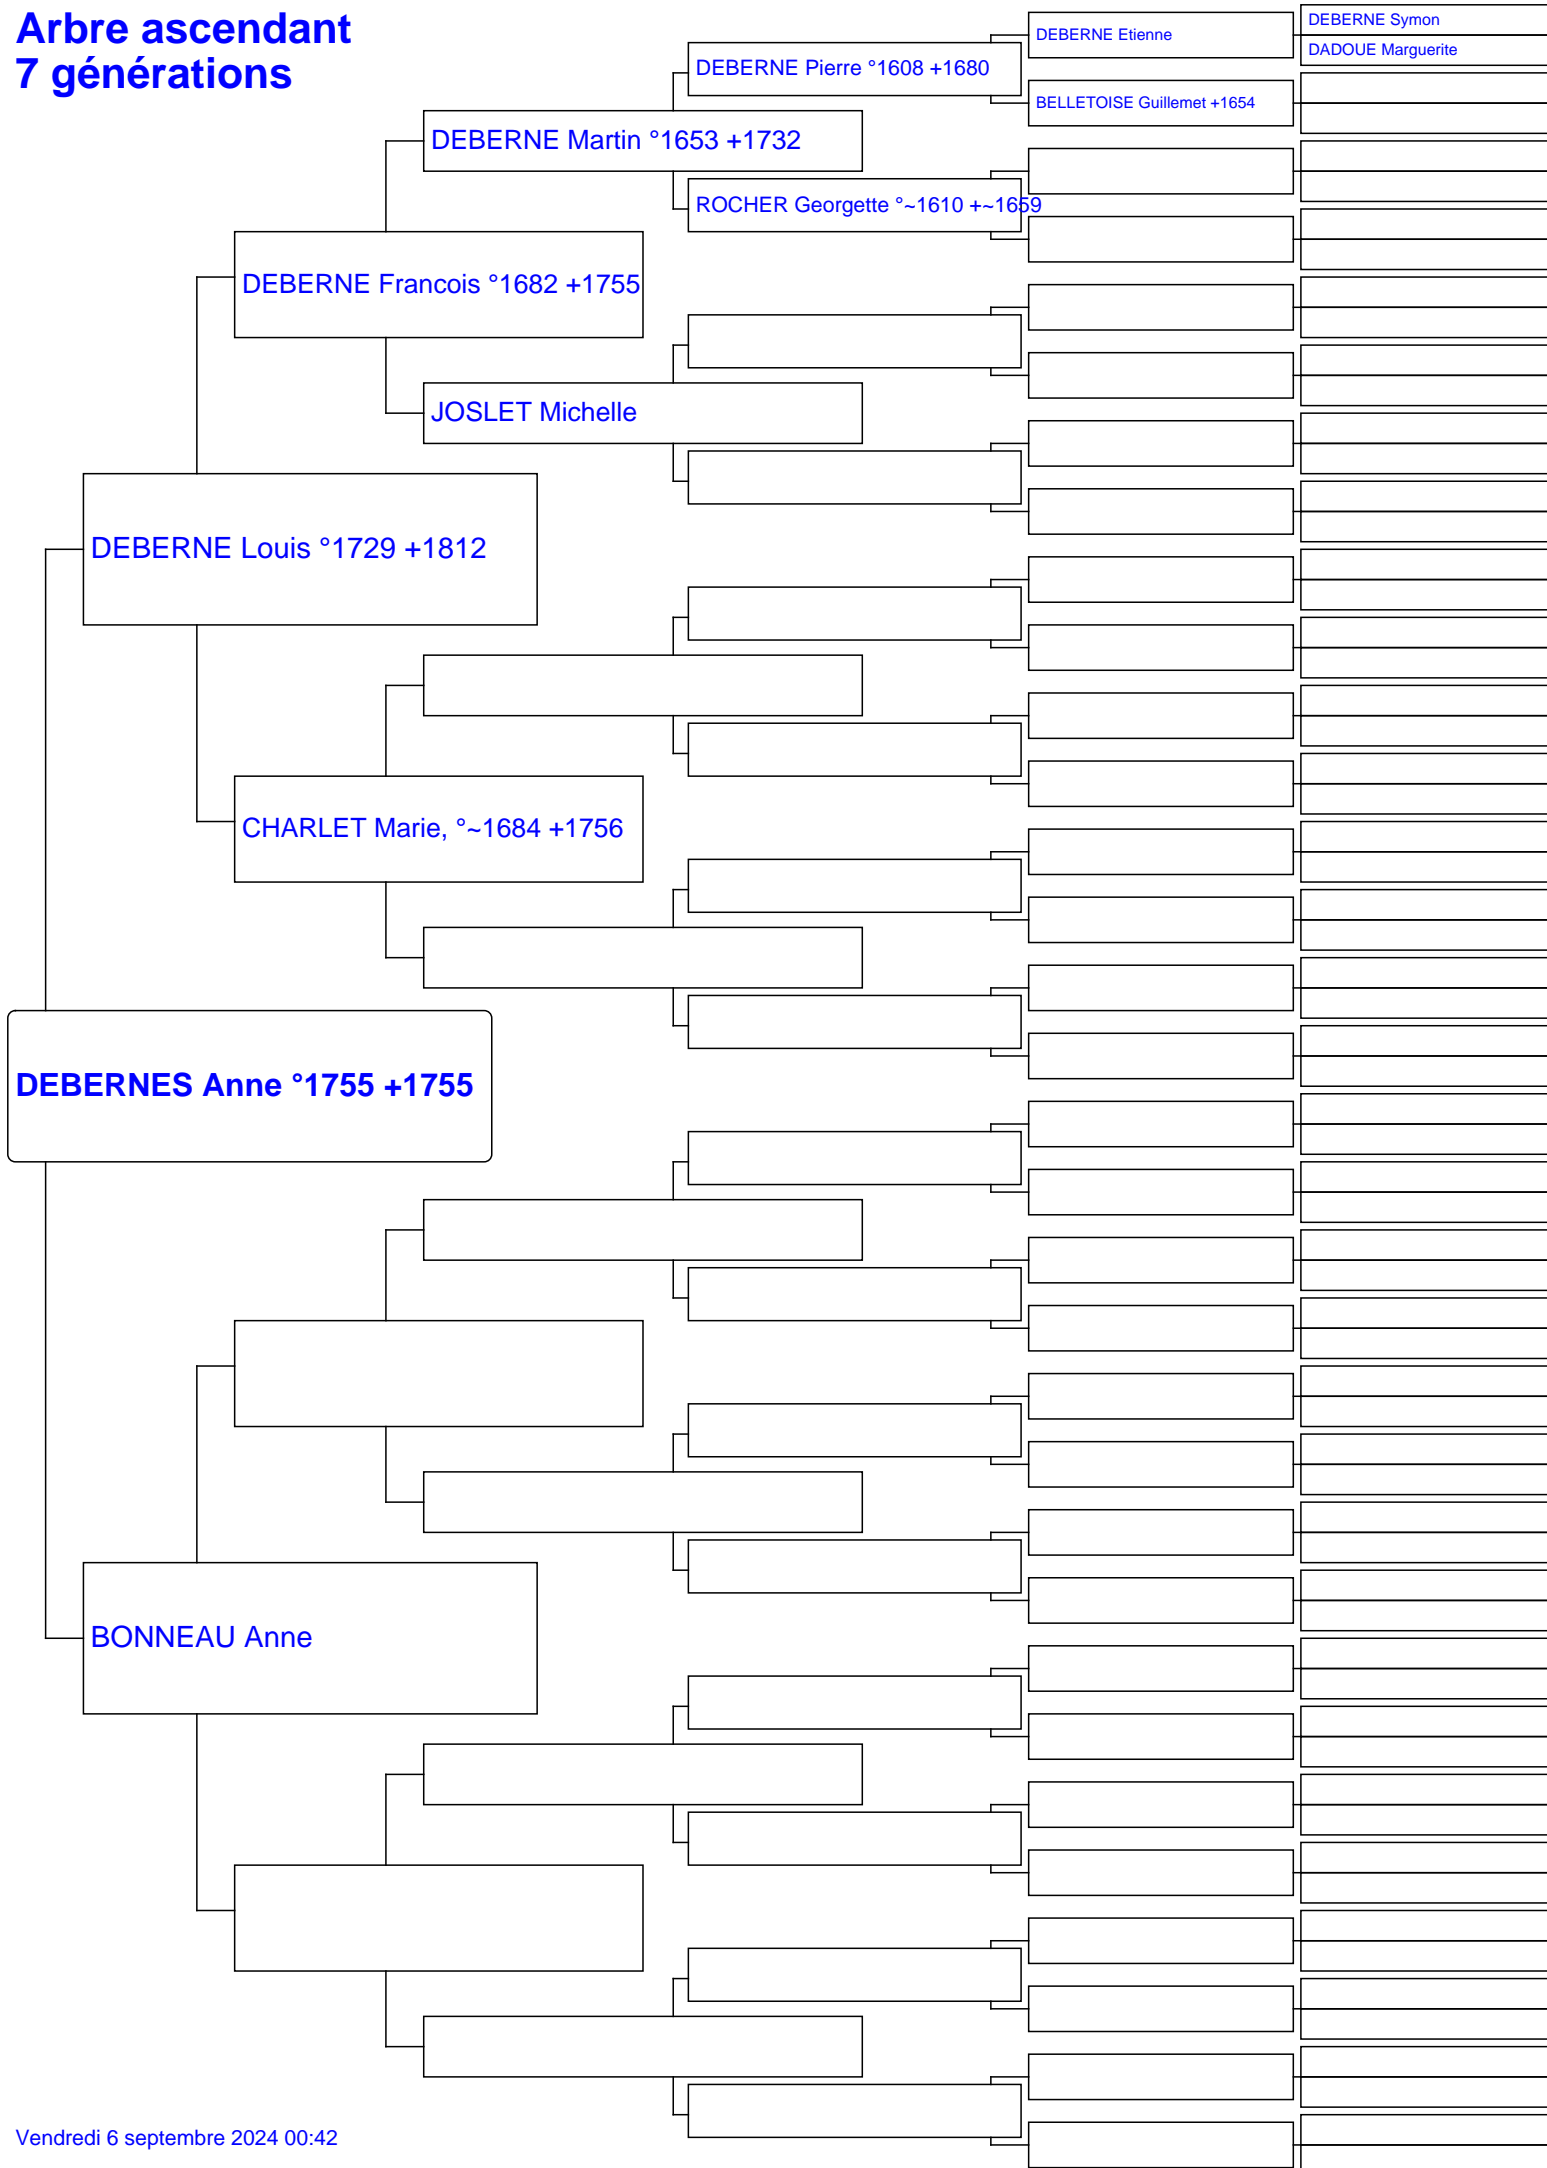 Arbre ascendant
7 générations
DEBERNE Symon
DADOUE Marguerite
DEBERNE Etienne
BELLETOISE Guillemet +1654
DEBERNE Pierre °1608 +1680
DEBERNE Martin °1653 +1732
ROCHER Georgette °~1610 +~1659
DEBERNE Francois °1682 +1755
JOSLET Michelle
DEBERNE Louis °1729 +1812
CHARLET Marie, °~1684 +1756
DEBERNES Anne °1755 +1755
BONNEAU Anne
Vendredi 6 septembre 2024 00:42